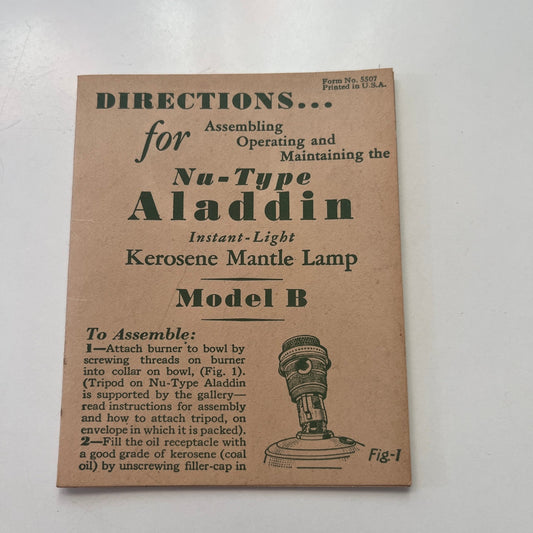 Form No. 5507
Printed in U.S.A.
DIRECTIONS...
for Assembling
Operating and
Maintaining the
Nu-Type
Aladdin
Instant-Light
Kerosene Mantle Lamp
Model B
To Assemble:
1—Attach burner to bowl by
screwing threads on burner
into collar on bowl, (Fig. 1).
(Tripod on Nu-Type Aladdin
is supported by the gallery—
read instructions for assembly
and how to attach tripod, on
envelope in which it is packed).
2—Fill the oil receptacle with
a good grade of kerosene (coal
oil) by unscrewing filler-cap in
Fig-1